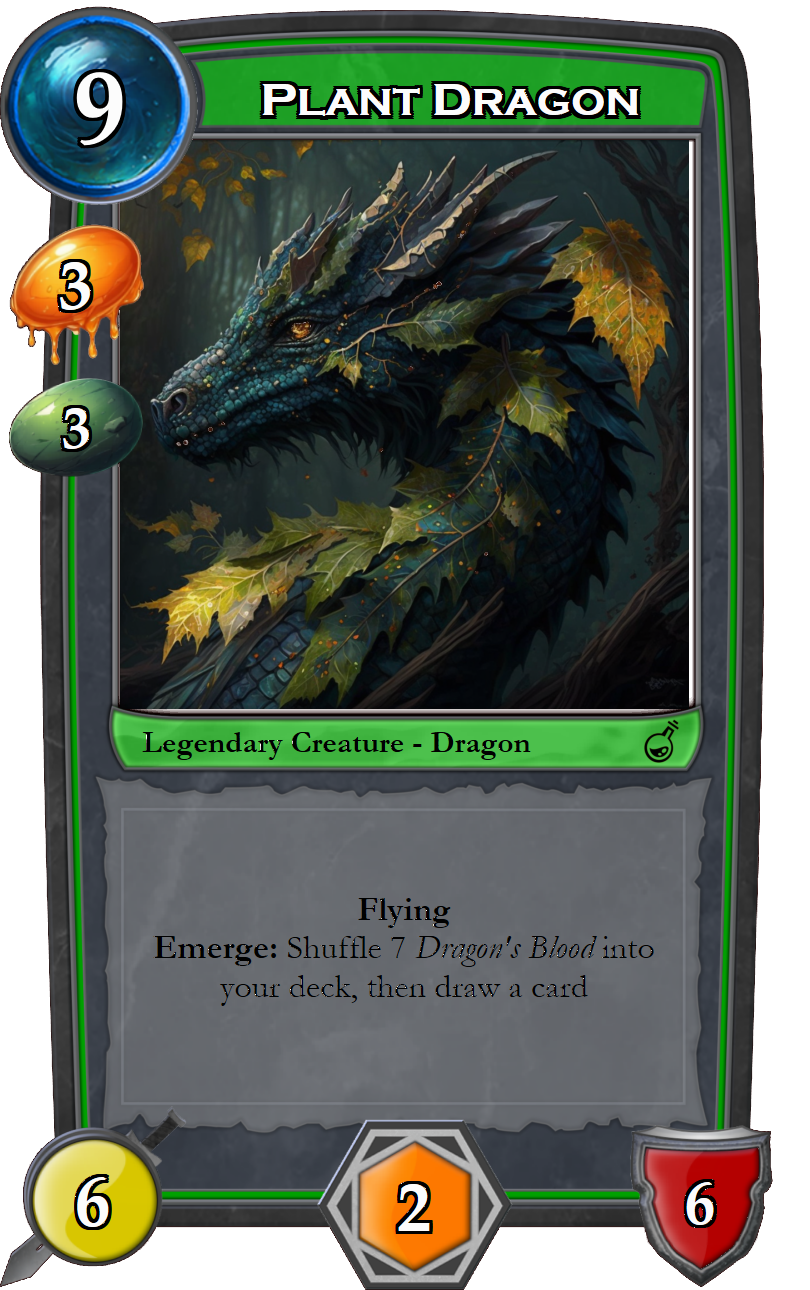 9
PLANT DRAGON
3
3
Legendary Creature - Dragon
Flying
Emerge: Shuffle 7 Dragon's Blood into
your deck, then draw a card
6
2
6